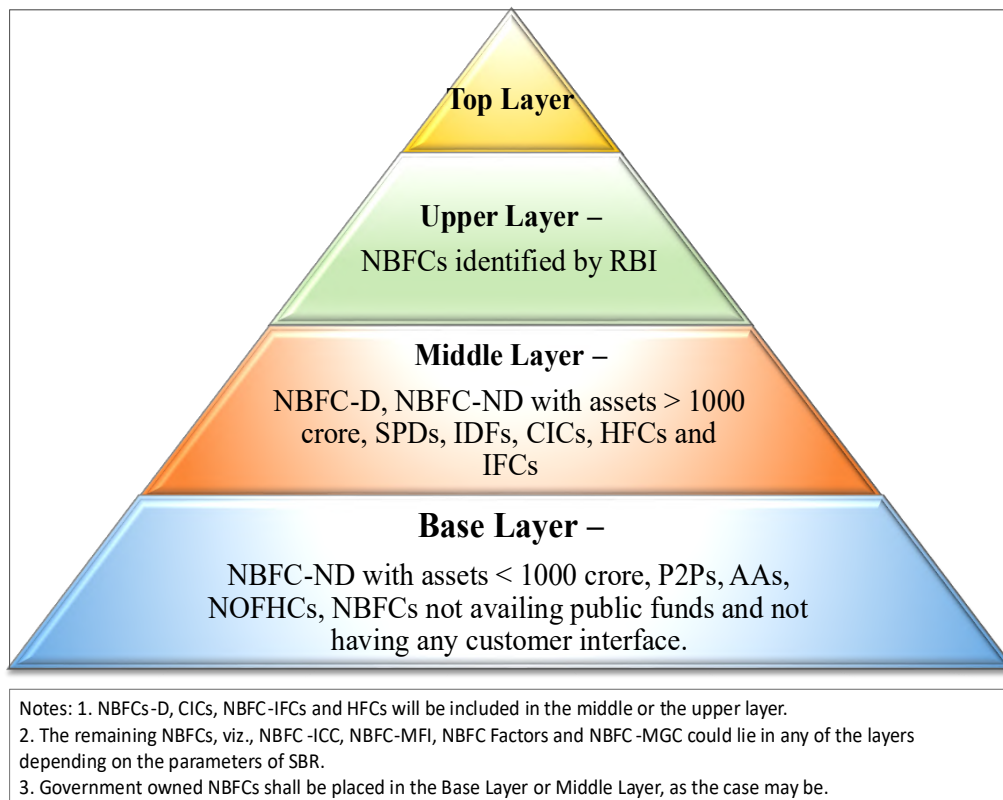 Top Layer
Upper Layer –
NBFCs identified by RBI
Middle Layer –
NBFC-D, NBFC-ND with assets > 1000
crore, SPDs, IDFs, CICs, HFCs and
IFCs
Base Layer –
NBFC-ND with assets < 1000 crore, P2Ps, AAs,
NOFHCs, NBFCs not availing public funds and not
having any customer interface.
Notes: 1. NBFCs-D, CICs, NBFC-IFCs and HFCs will be included in the middle or the upper layer.
2. The remaining NBFCs, viz., NBFC-ICC, NBFC-MFI, NBFC Factors and NBFC-MGC could lie in any of the layers
depending on the parameters of SBR.
3. Government owned NBFCs shall be placed in the Base Layer or Middle Layer, as the case may be.